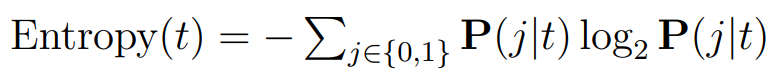 Entropy(t) = − ∑_{j∈{0,1}} P(j|t) log₂ P(j|t)